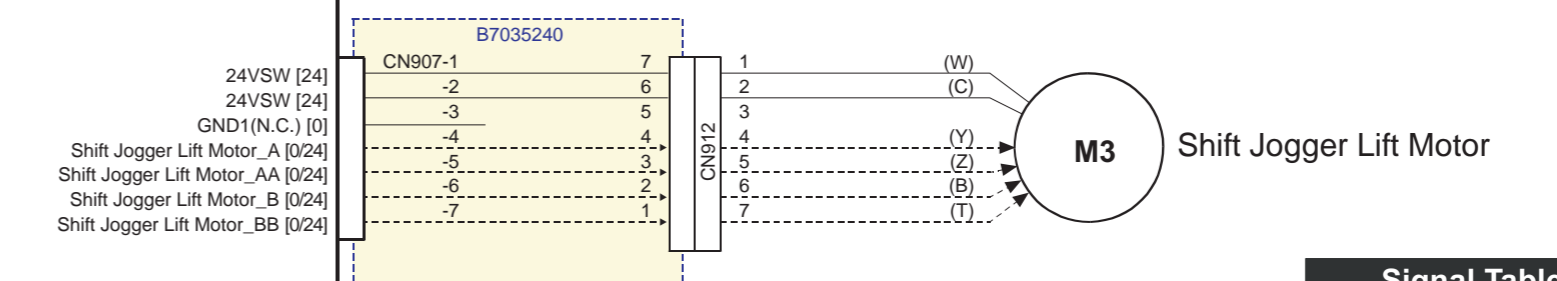 B7035240
24VSW [24] CN907-1 7 1 (W)
24VSW [24] -2 6 2 (C)
GND1(N.C.) [0] -3 5 3
Shift Jogger Lift Motor_A [0/24] -4 4 4 (Y)
Shift Jogger Lift Motor_AA [0/24] -5 3 5 (Z)
Shift Jogger Lift Motor_B [0/24] -6 2 6 (B)
Shift Jogger Lift Motor_BB [0/24] -7 1 7 (T)
CN912
M3
Shift Jogger Lift Motor
Signal Table